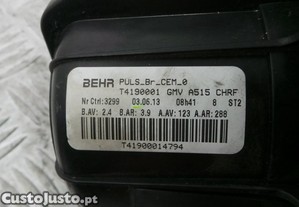 BEHR PULS_Br_CEM_0
T4190001 GMV A515 CHRF
Nr Ctrl:3299 03.06.13 08h41 8 ST2
B.AV: 2.4 B.AR: 3.9 A.AV:123 A.AR:288
T41900014794
CustoJusto.pt